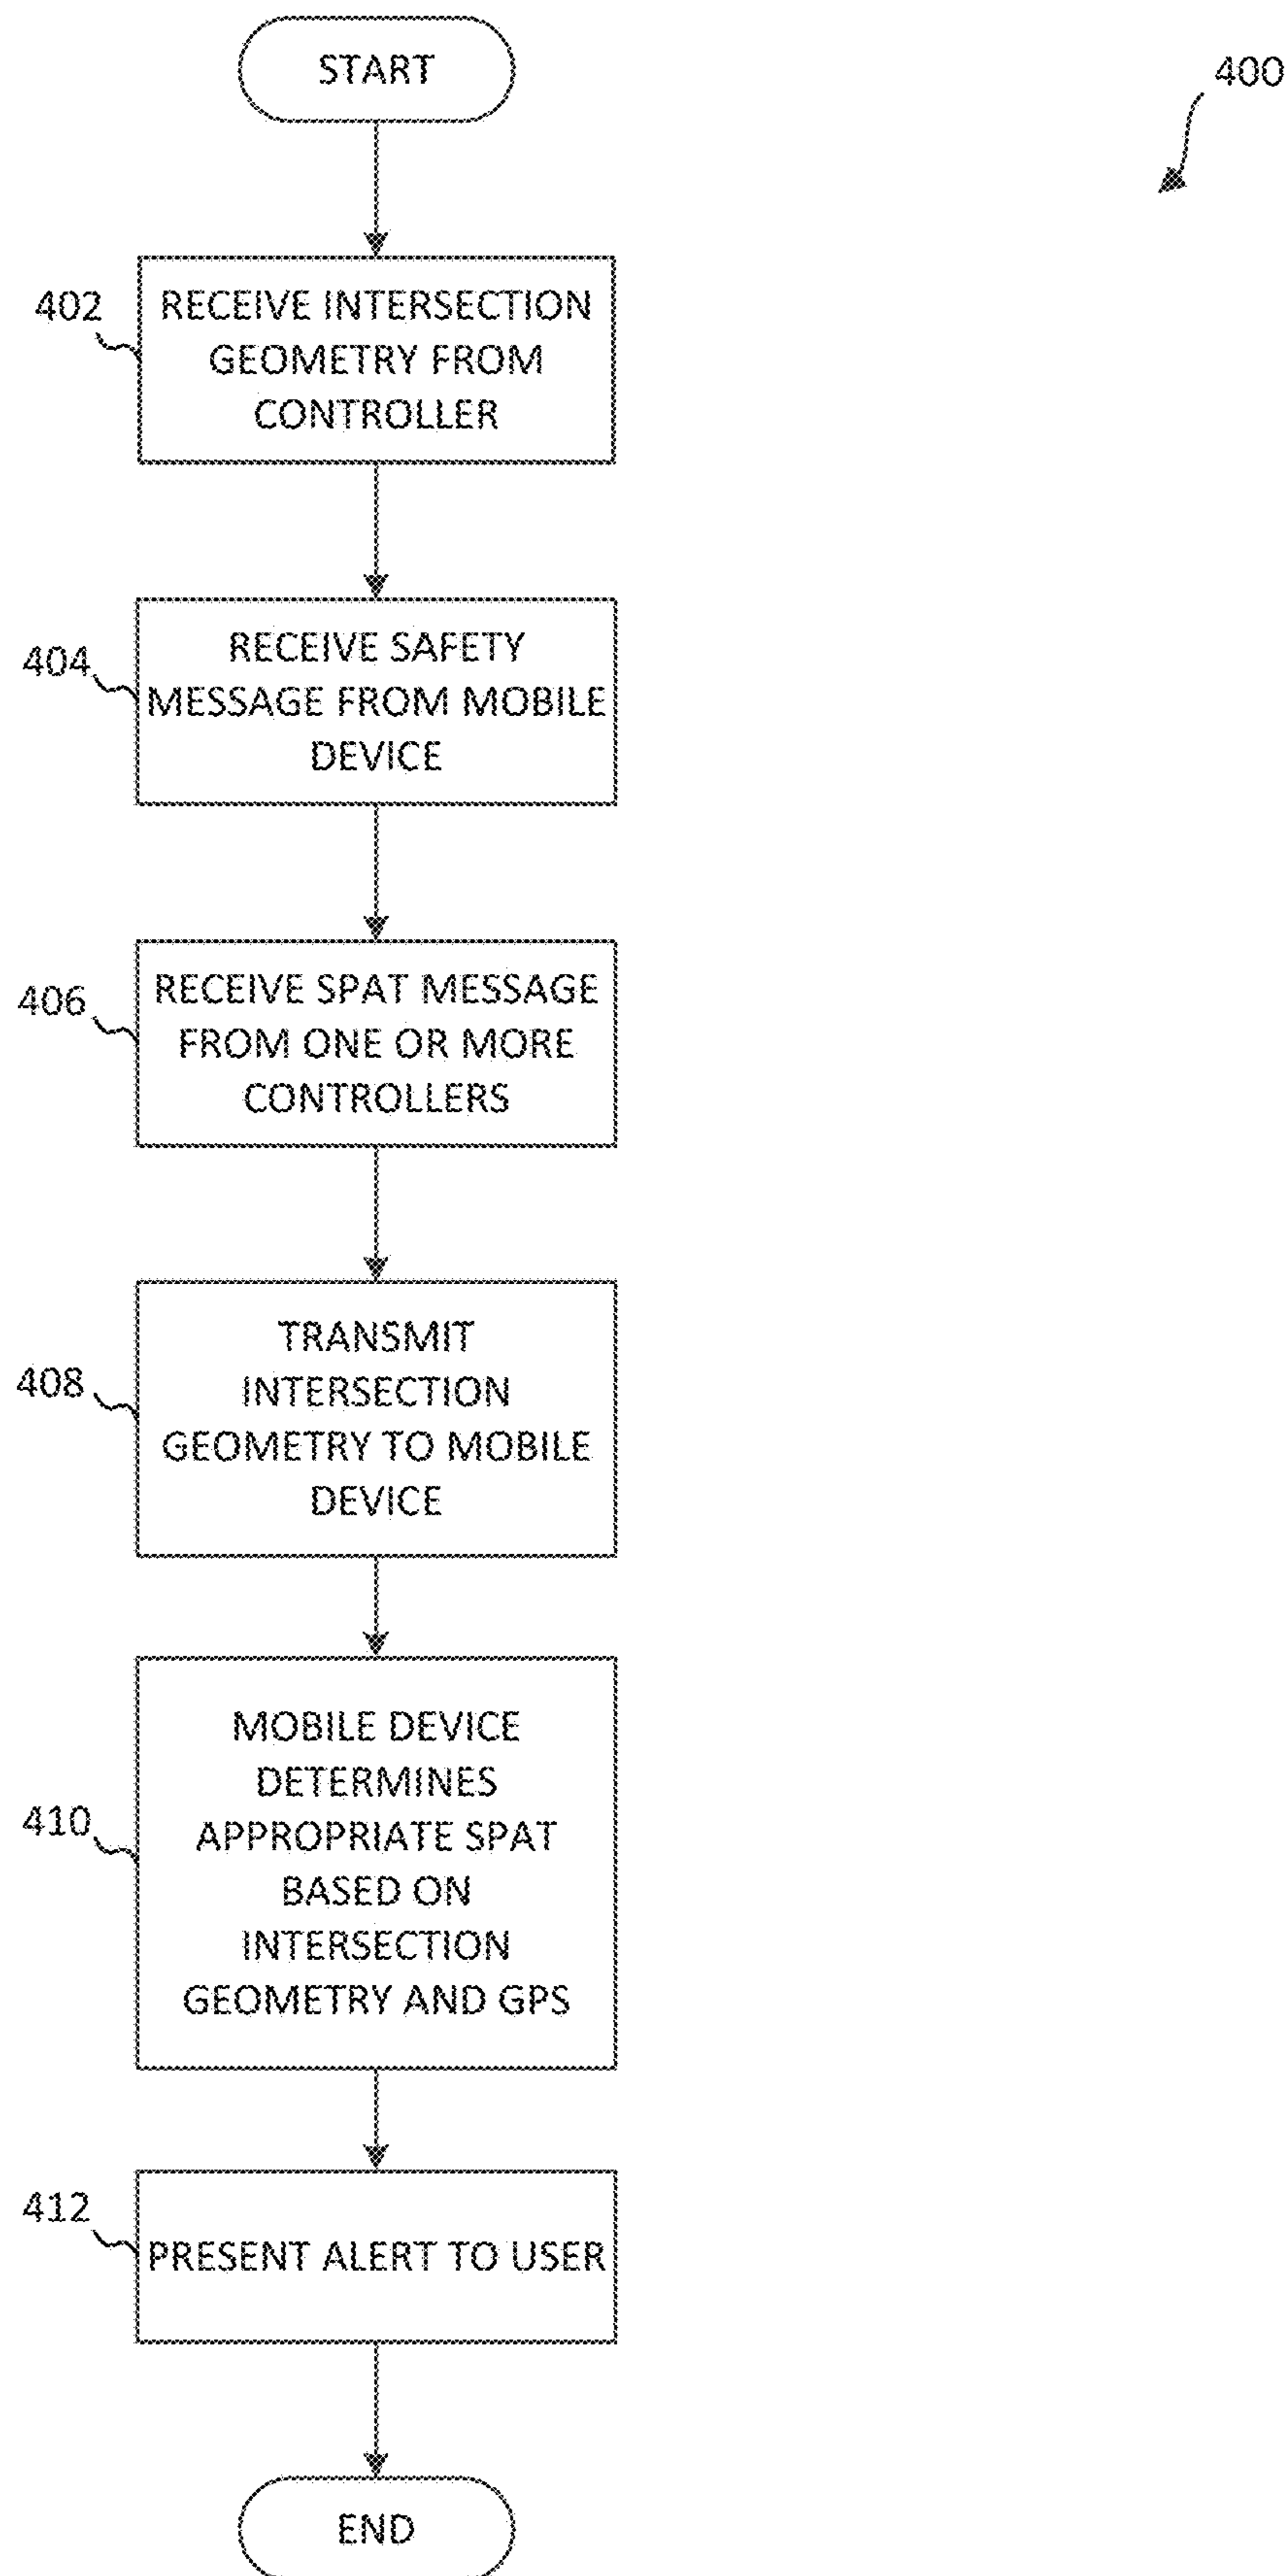 START
400
402
RECEIVE INTERSECTION
GEOMETRY FROM
CONTROLLER
404
RECEIVE SAFETY
MESSAGE FROM MOBILE
DEVICE
406
RECEIVE SPAT MESSAGE
FROM ONE OR MORE
CONTROLLERS
408
TRANSMIT
INTERSECTION
GEOMETRY TO MOBILE
DEVICE
410
MOBILE DEVICE
DETERMINES
APPROPRIATE SPAT
BASED ON
INTERSECTION
GEOMETRY AND GPS
412
PRESENT ALERT TO USER
END